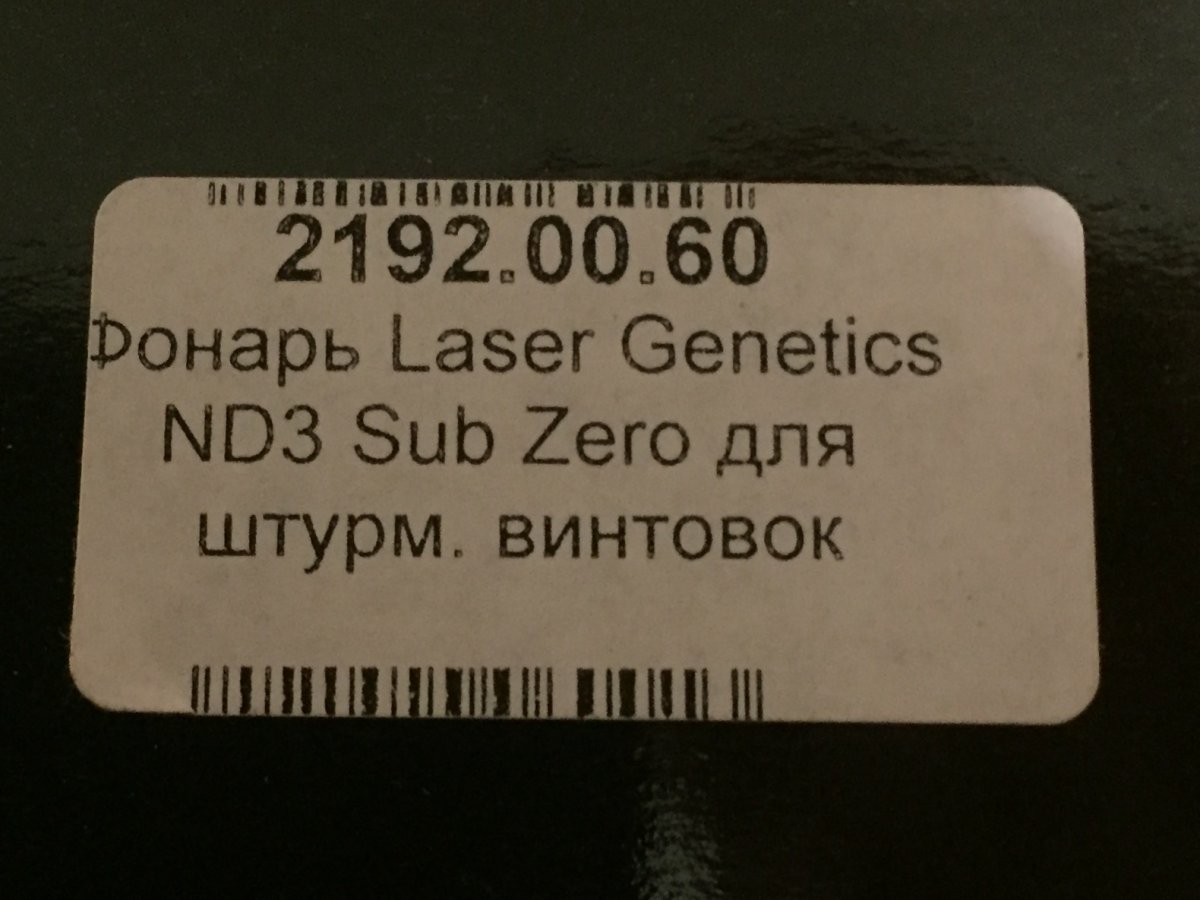 2192.00.60
Фонарь Laser Genetics
ND3 Sub Zero для
штурм. винтовок